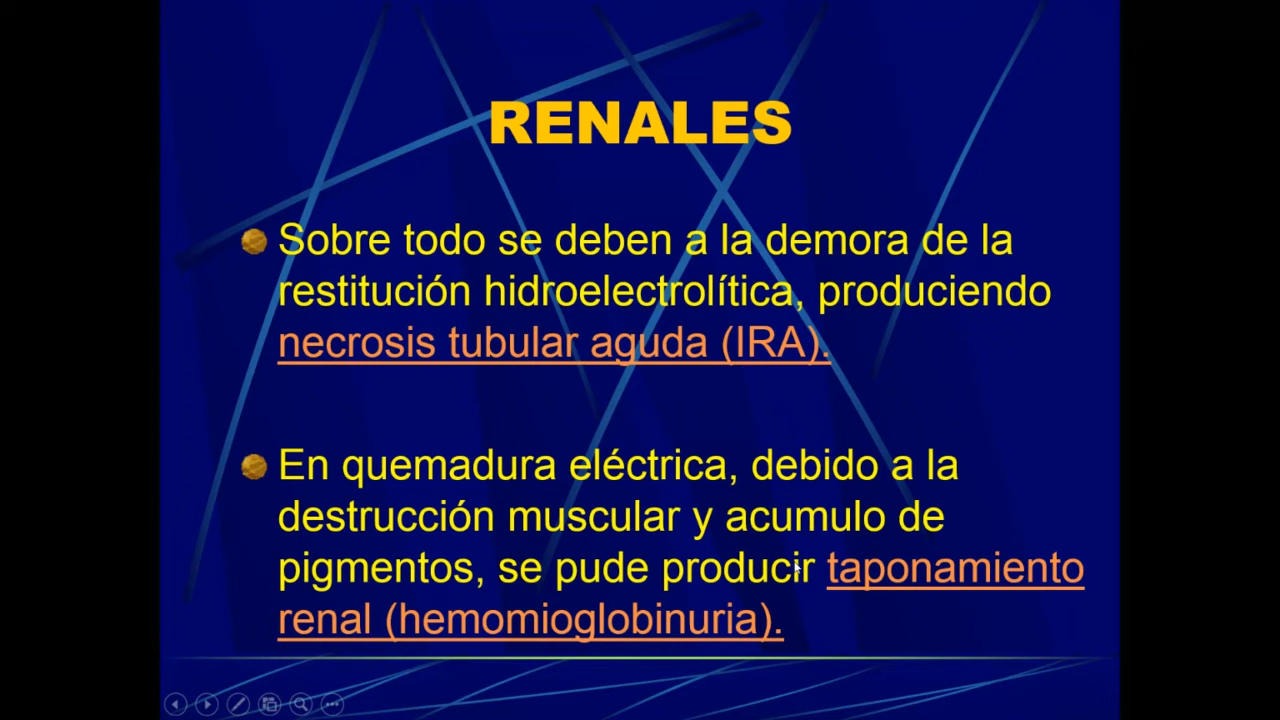 RENALES
Sobre todo se deben a la demora de la
restitución hidroelectrolítica, produciendo
necrosis tubular aguda (IRA).
En quemadura eléctrica, debido a la
destrucción muscular y acumulo de
pigmentos, se pude producir taponamiento
renal (hemomioglobinuria).